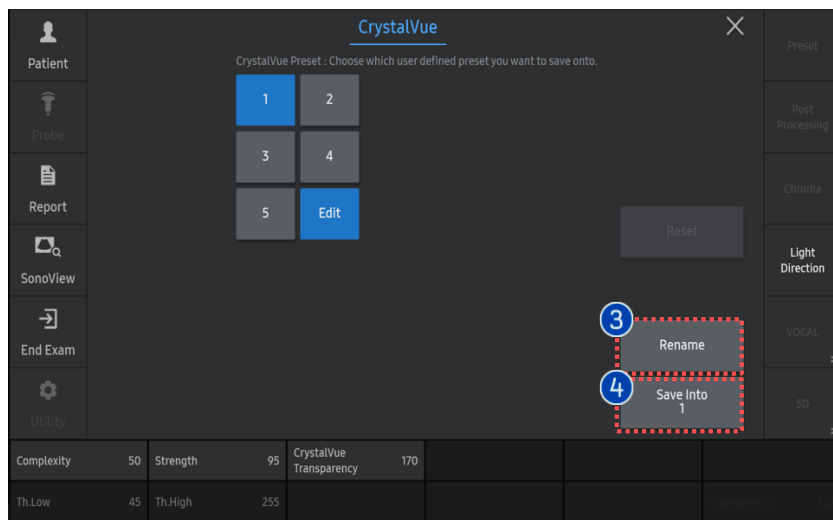 CrystalVue
Patient
Preset
CrystalVue Preset : Choose which user defined preset you want to save onto.
1
2
Probe
Post
Processing
3
4
Report
Chroma
5
Edit
Reset
SonoView
Light
Direction
3
Rename
End Exam
VOCAL
4
Save Into
1
Utility
5D
Complexity 50
Strength 95
CrystalVue
Transparency 170
Th.Low 45
Th.High 255
Transparency